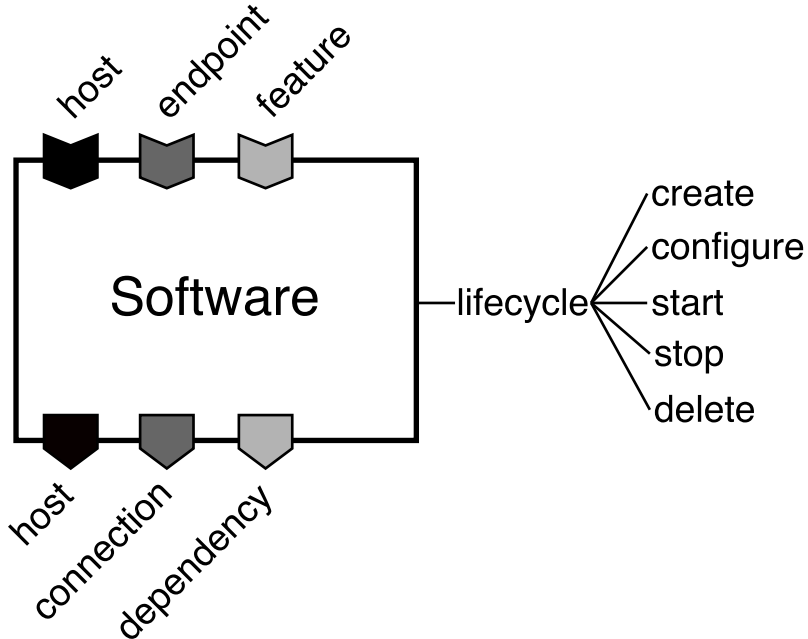 host
endpoint
feature
Software
lifecycle
create
configure
start
stop
delete
host
connection
dependency